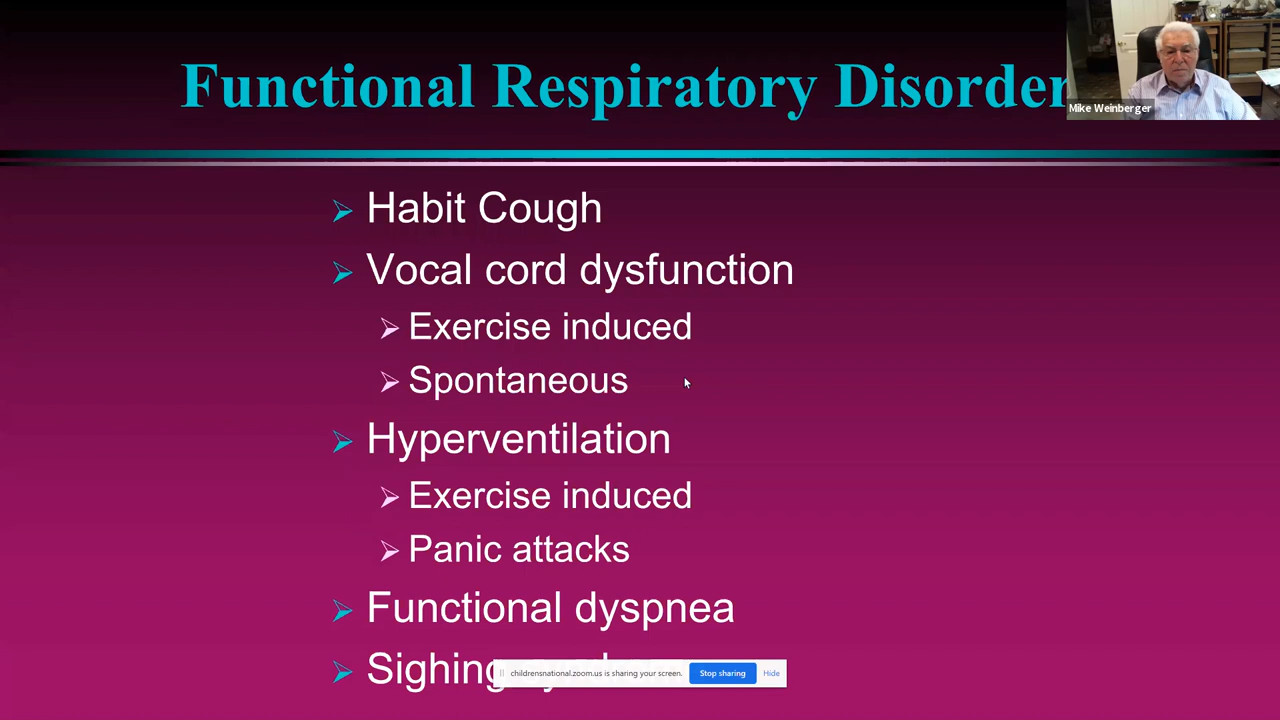 Functional Respiratory Disorder
Mike Weinberger
Habit Cough
Vocal cord dysfunction
Exercise induced
Spontaneous
Hyperventilation
Exercise induced
Panic attacks
Functional dyspnea
Sighing
childrensnational.zoom.us is sharing your screen. Stop sharing Hide